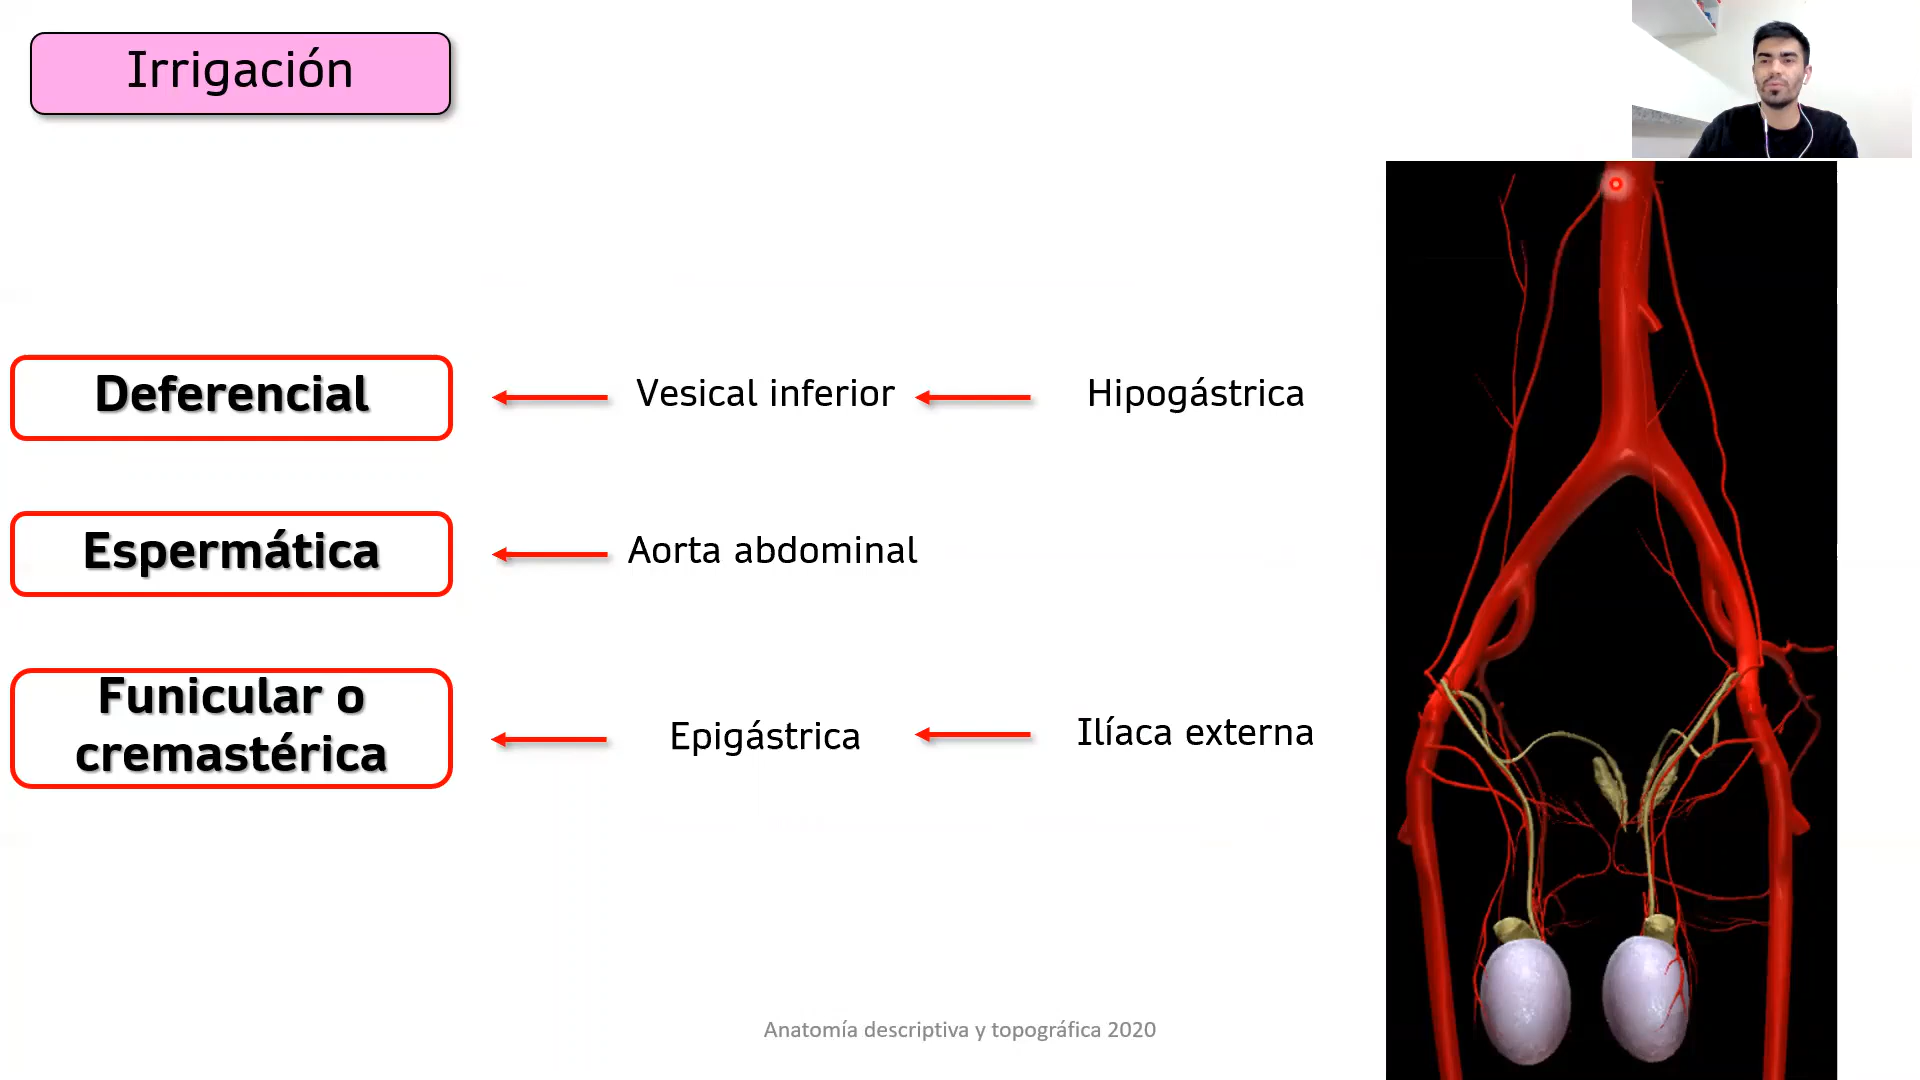 Irrigación
Deferencial
Vesical inferior
Hipogástrica
Espermática
Aorta abdominal
Funicular o
cremastérica
Epigástrica
Ilíaca externa
Anatomía descriptiva y topográfica 2020